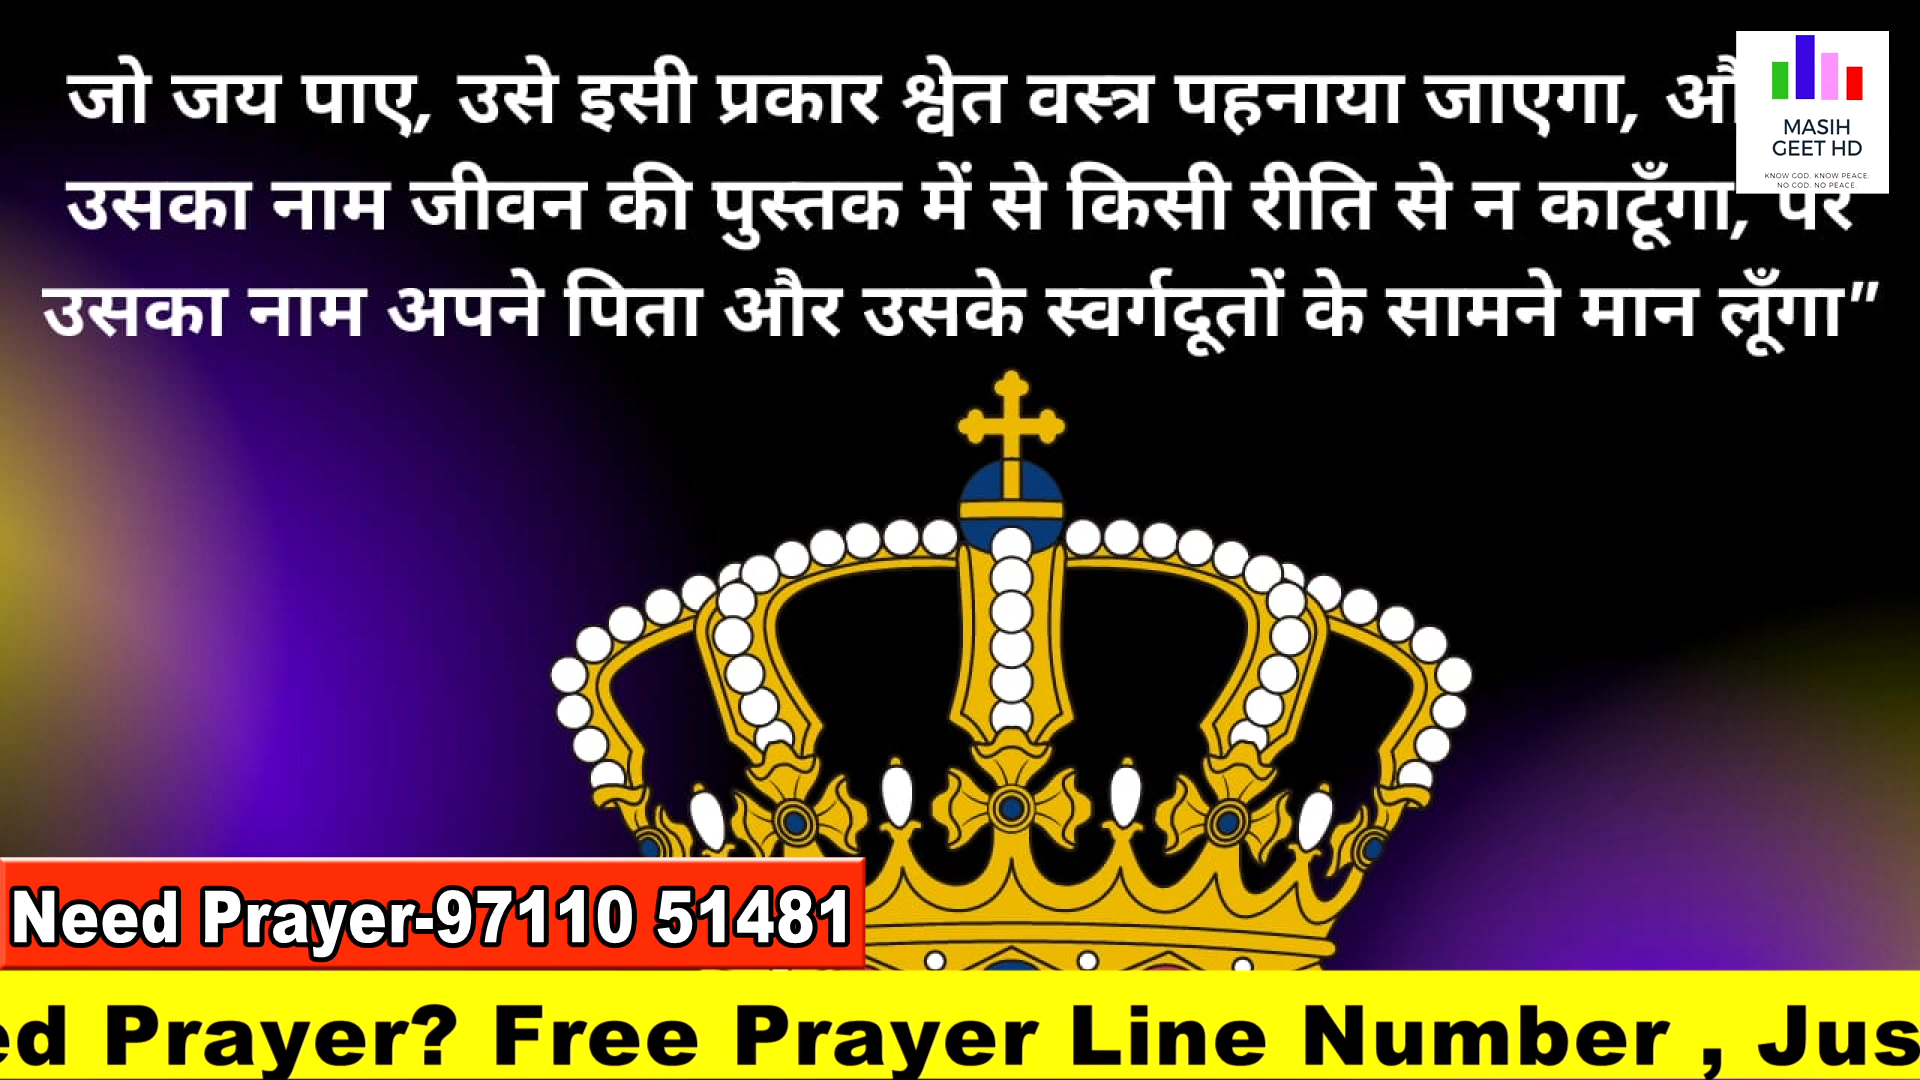 जो जय पाए, उसे इसी प्रकार श्वेत वस्त्र पहनाया जाएगा,
उसका नाम जीवन की पुस्तक में से किसी रीति से न काटूँगा, पर
उसका नाम अपने पिता और उसके स्वर्गदूतों के सामने मान लूँगा”
MASIH
GEET HD
KNOW GOD. KNOW PEACE.
NO GOD. NO PEACE.
Need Prayer-97110 51481
Prayer? Free Prayer Line Number ,